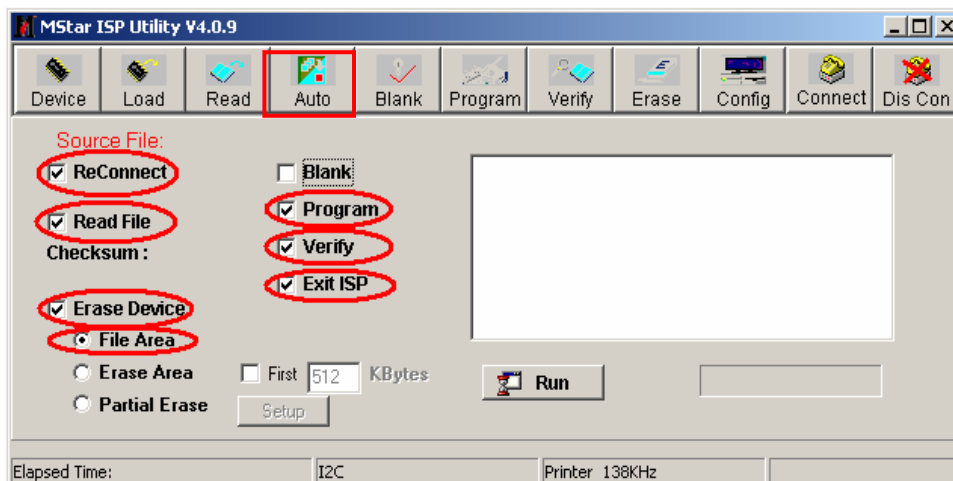 MStar ISP Utility V4.0.9
Device Load Read Auto Blank Program Verify Erase Config Connect Dis Con
Source File:
ReConnect Blank
Read File Program
Checksum : Verify
Exit ISP
Erase Device
File Area
Erase Area First 512 KBytes
Partial Erase Setup Run
Elapsed Time: I2C Printer 138KHz